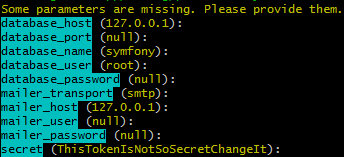 Some parameters are missing. Please provide them.
database_host (127.0.0.1):
database_port (null):
database_name (symfony):
database_user (root):
database_password (null):
mailer_transport (smtp):
mailer_host (127.0.0.1):
mailer_user (null):
mailer_password (null):
secret (ThisTokenIsNotSoSecretChangeIt):